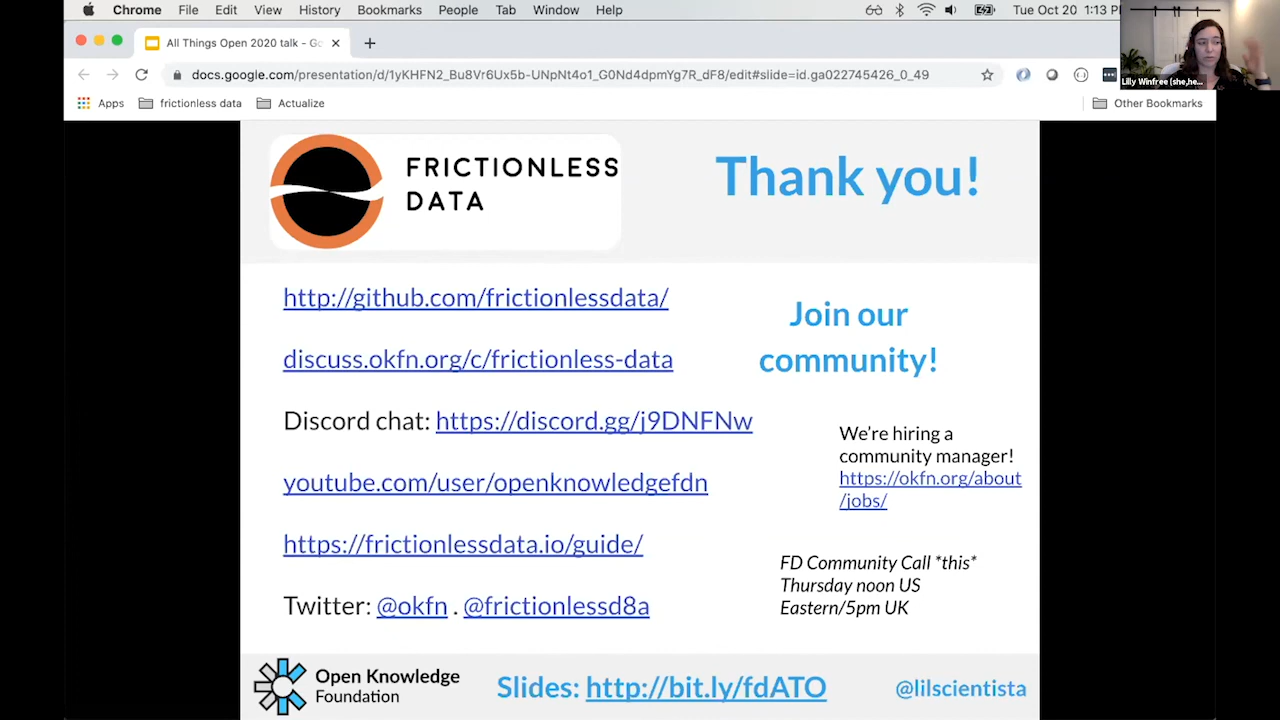 Chrome File Edit View History Bookmarks People Tab Window Help Tue Oct 20 1:13 P
All Things Open 2020 talk - Go
docs.google.com/presentation/d/1yKHFN2_Bu8Vr6Ux5b-UNpNt4o1_G0Nd4dpmYg7R_dF8/edit#slide=id.ga022745426_0_49
Lilly Winfree (she,he...
Apps frictionless data Actualize Other Bookmarks
FRICTIONLESS
DATA
Thank you!
http://github.com/frictionlessdata/
discuss.okfn.org/c/frictionless-data
Discord chat: https://discord.gg/j9DNFNw
youtube.com/user/openknowledgefdn
https://frictionlessdata.io/guide/
Twitter: @okfn . @frictionlessd8a
Join our
community!
We're hiring a
community manager!
https://okfn.org/about
/jobs/
FD Community Call *this*
Thursday noon US
Eastern/5pm UK
Open Knowledge
Foundation
Slides: http://bit.ly/fdATO
@lilscientista